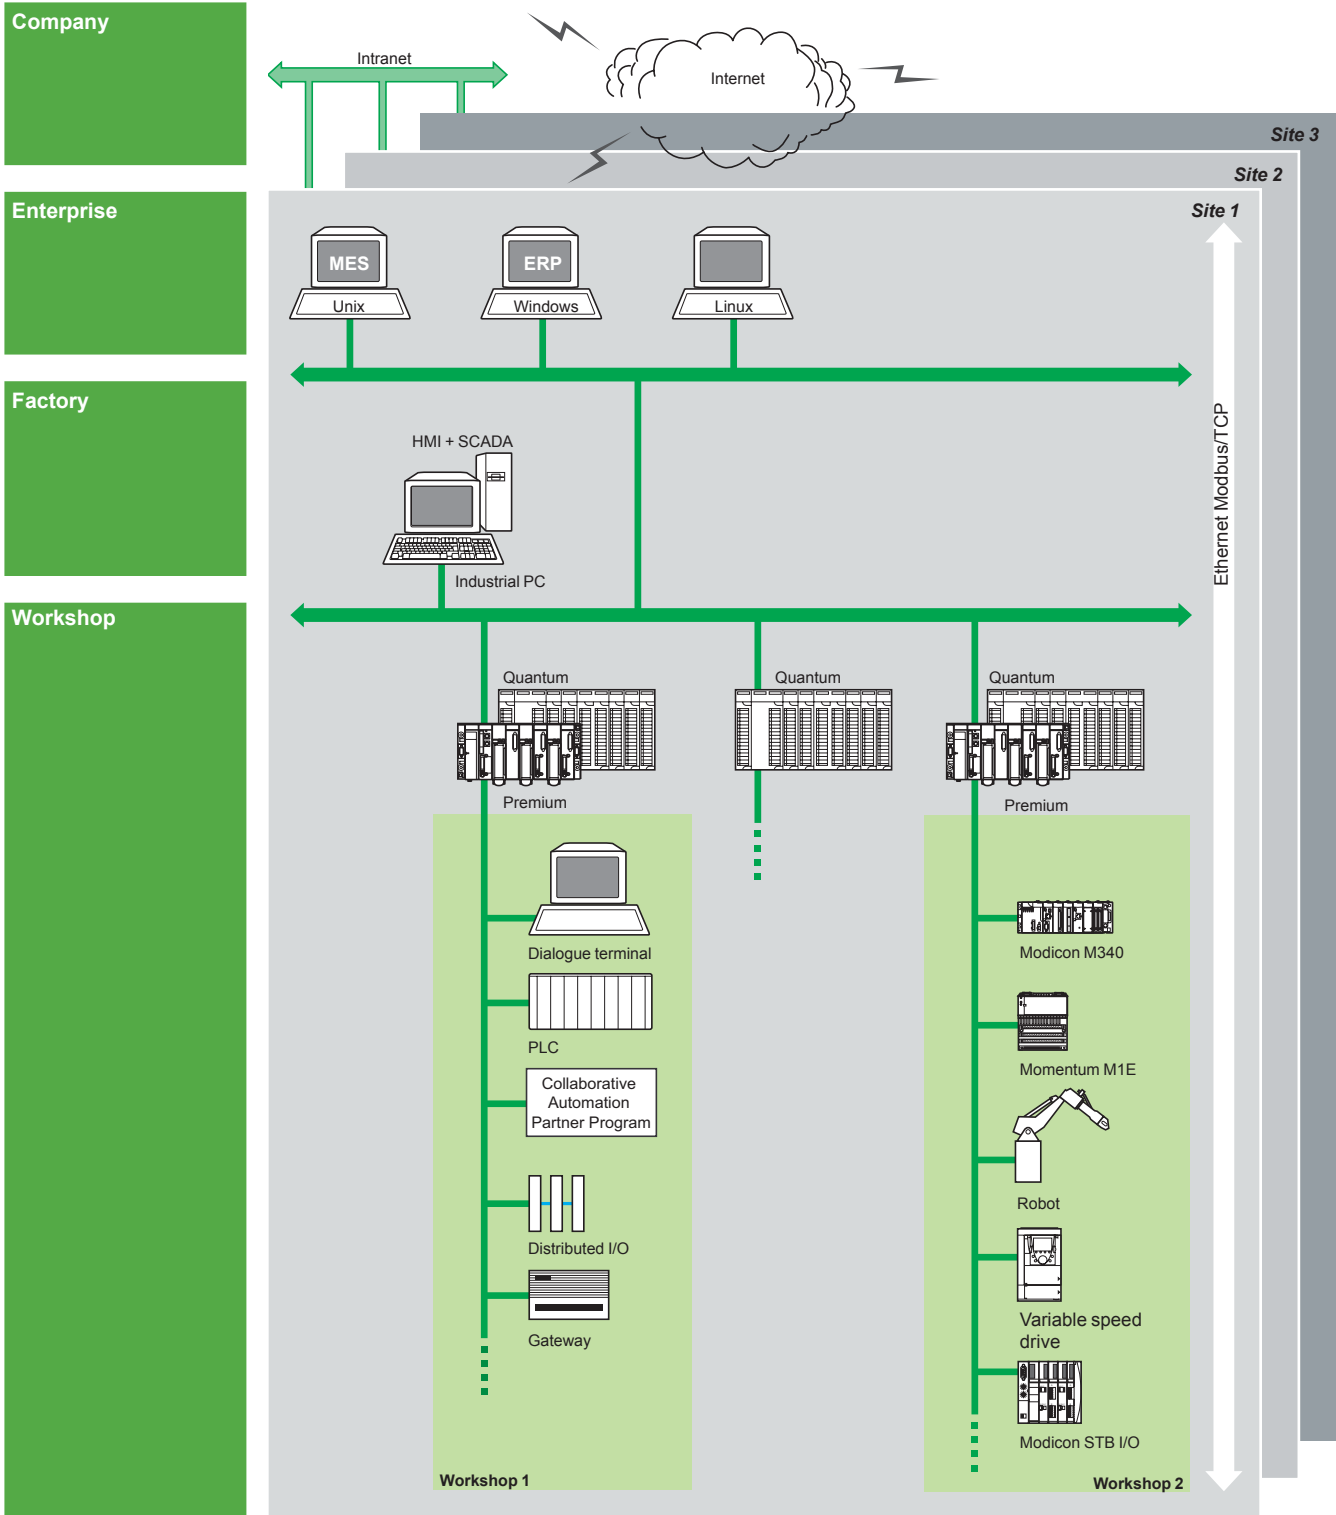 Company
Intranet
Internet
Site 3
Site 2
Enterprise
Site 1
MES
ERP
Unix
Windows
Linux
Factory
HMI + SCADA
Industrial PC
Ethernet Modbus/TCP
Workshop
Quantum
Quantum
Quantum
Premium
Premium
Dialogue terminal
PLC
Collaborative
Automation
Partner Program
Distributed I/O
Gateway
Workshop 1
Modicon M340
Momentum M1E
Robot
Variable speed
drive
Modicon STB I/O
Workshop 2